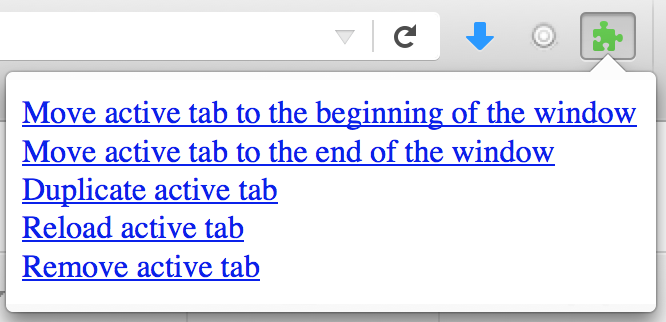 Move active tab to the beginning of the window
Move active tab to the end of the window
Duplicate active tab
Reload active tab
Remove active tab